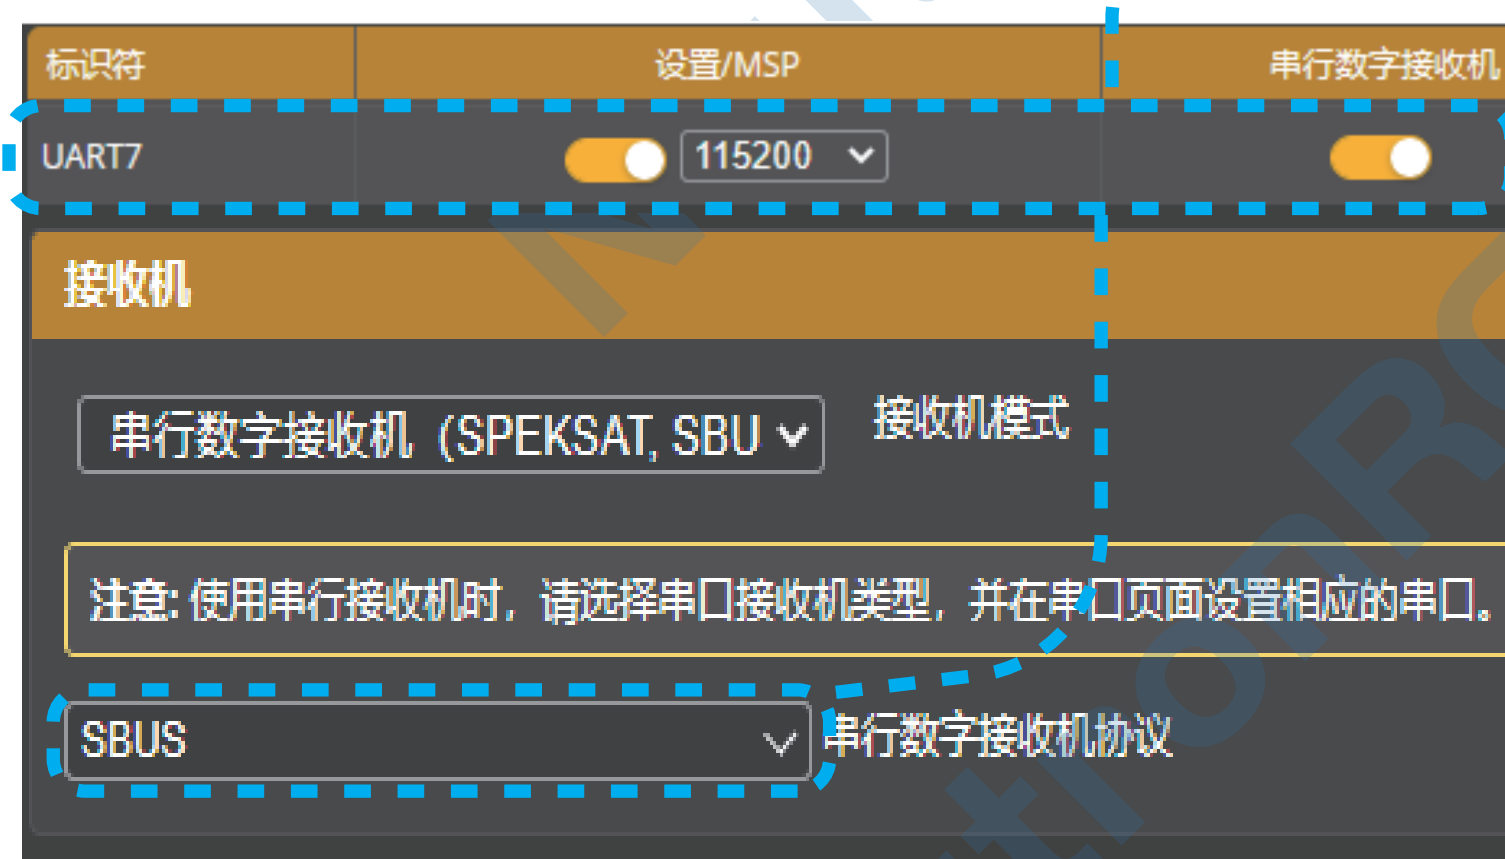 标识符 设置/MSP 串行数字接收机
UART7 115200
接收机
串行数字接收机（SPEKSAT, SBU 接收机模式
注意: 使用串行接收机时，请选择串口接收机类型，并在串口页面设置相应的串口。
SBUS 串行数字接收机协议